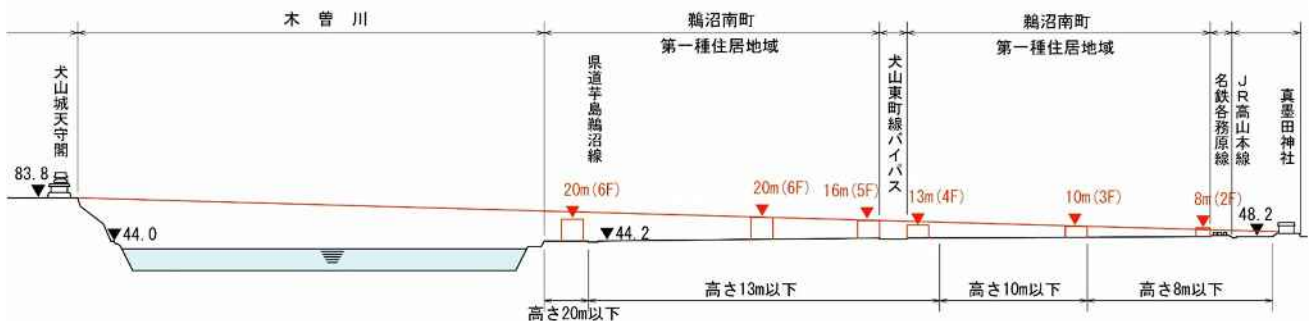 木 曽 川
鵜沼南町
第一種住居地域
鵜沼南町
第一種住居地域
犬山城天守閣
県道芋島鵜沼線
犬山東町線バイパス
名鉄各務原線
JR高山本線
真墨田神社
83.8
20m(6F)
20m(6F)
16m(5F)
13m(4F)
10m(3F)
8m(2F)
48.2
44.0
44.2
高さ20m以下
高さ13m以下
高さ10m以下
高さ8m以下